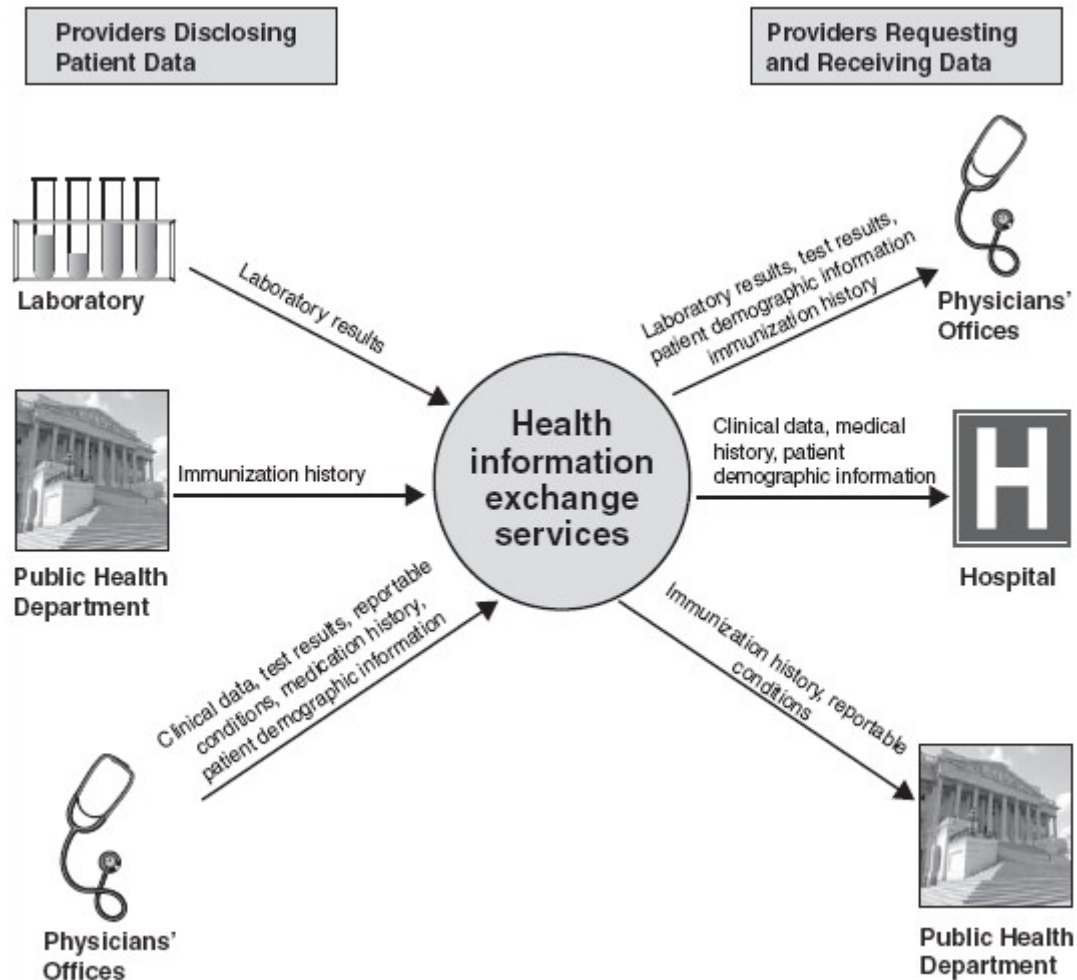 Providers Disclosing
Patient Data
Providers Requesting
and Receiving Data
Laboratory
Laboratory results
Laboratory results, test results,
patient demographic information
immunization history
Physicians'
Offices
Public Health
Department
Immunization history
Health
information
exchange
services
Clinical data, medical
history, patient
demographic information
H
Hospital
Clinical data, test results, reportable
conditions, medication history,
patient demographic information
Physicians'
Offices
Immunization history, reportable
conditions
Public Health
Department